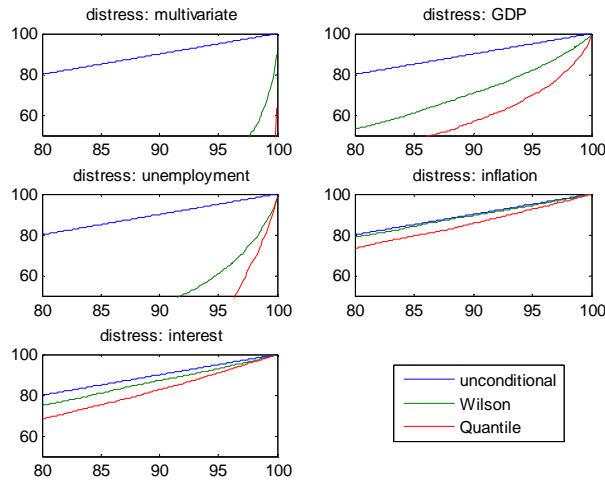 distress: multivariate
100
80
60
80 85 90 95 100
distress: GDP
100
80
60
80 85 90 95 100
distress: unemployment
100
80
60
80 85 90 95 100
distress: inflation
100
80
60
80 85 90 95 100
distress: interest
100
80
60
80 85 90 95 100
unconditional
Wilson
Quantile